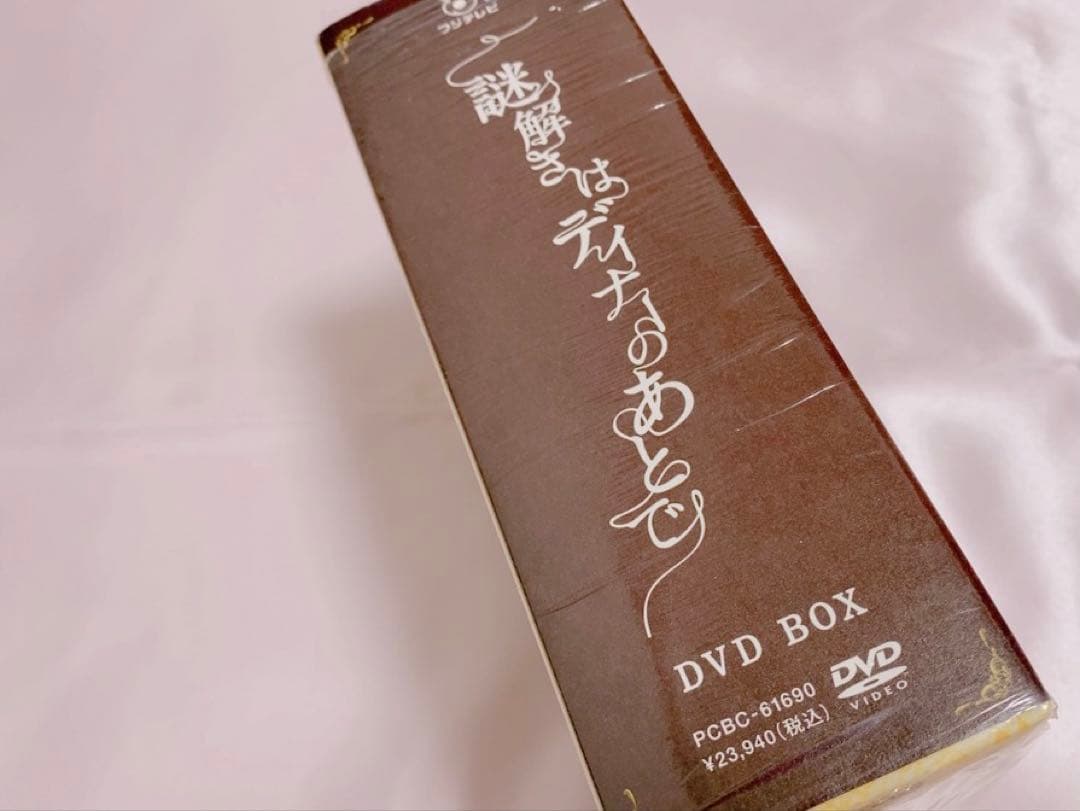 フジテレビ
謎解きはディナーのあとで
DVD BOX
DVD
VIDEO
PCBC-61690
¥23,940(税込)